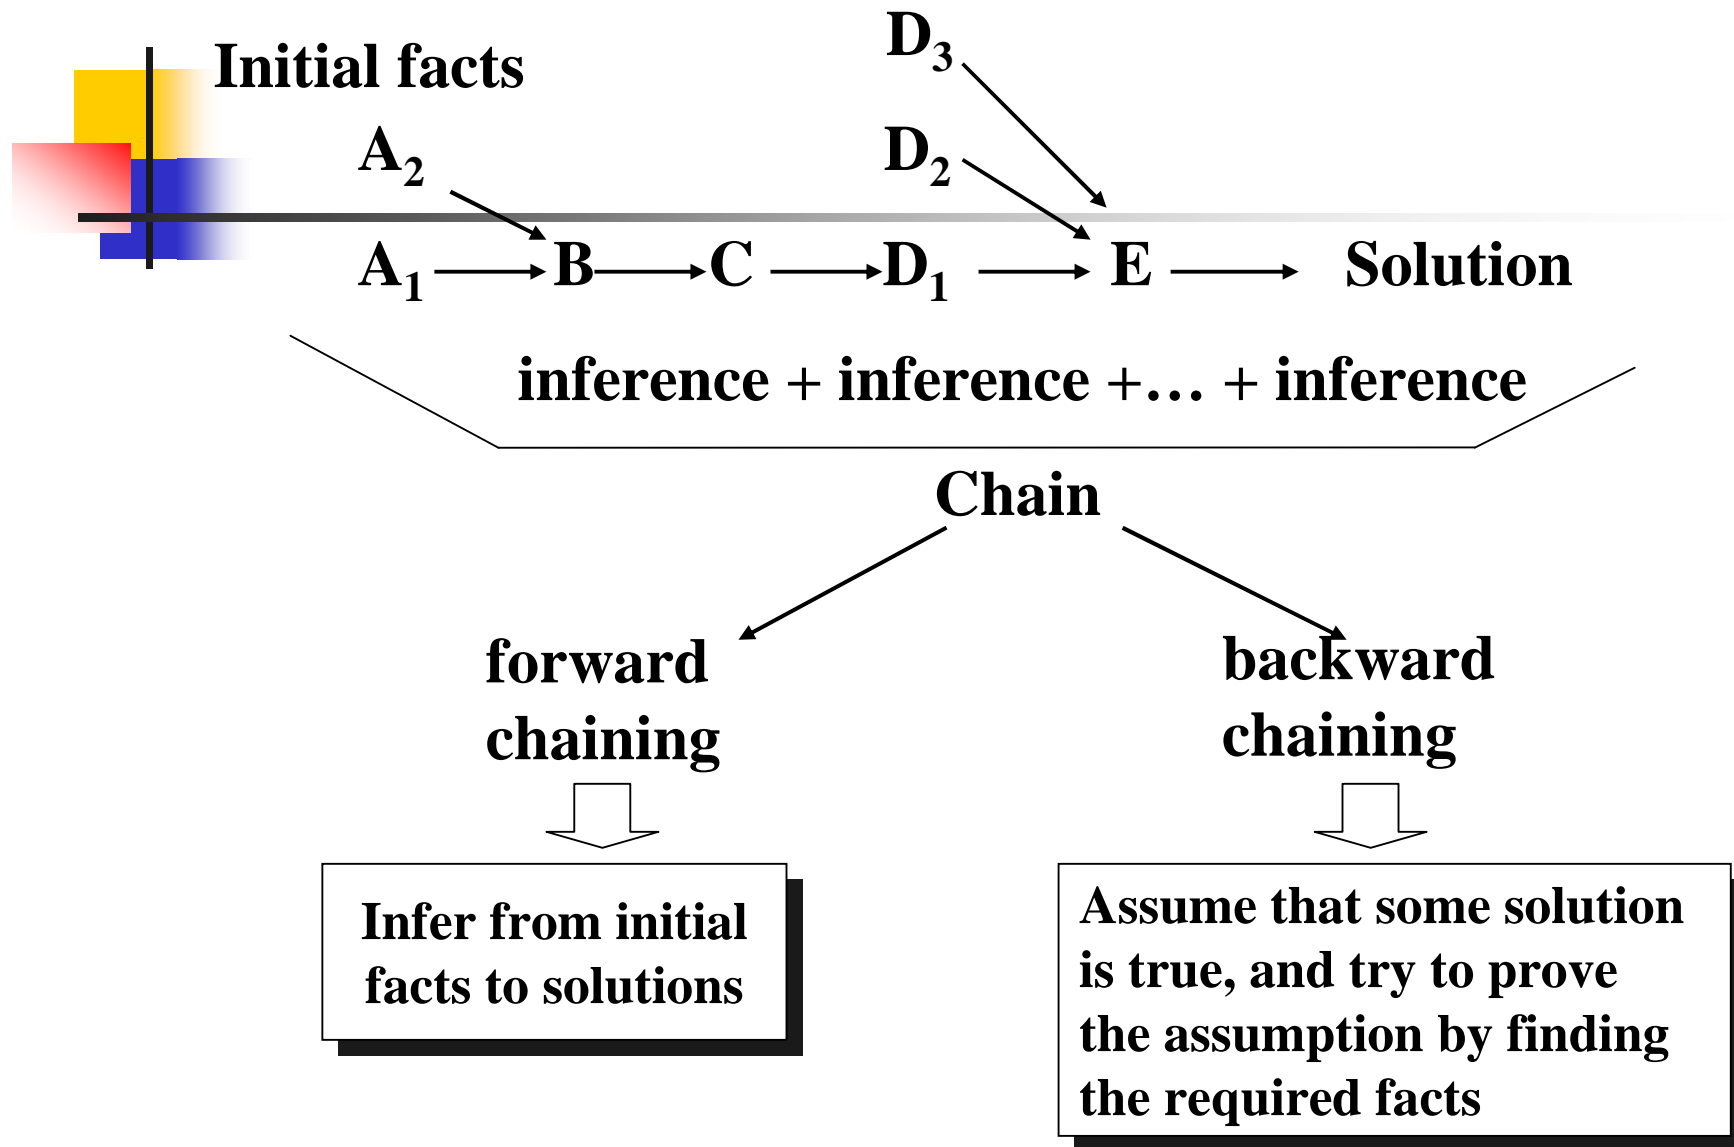 Initial facts
D₃
A₂ D₂
A₁ B C D₁ E Solution
inference + inference +… + inference
Chain
forward
chaining
backward
chaining
Infer from initial
facts to solutions
Assume that some solution
is true, and try to prove
the assumption by finding
the required facts